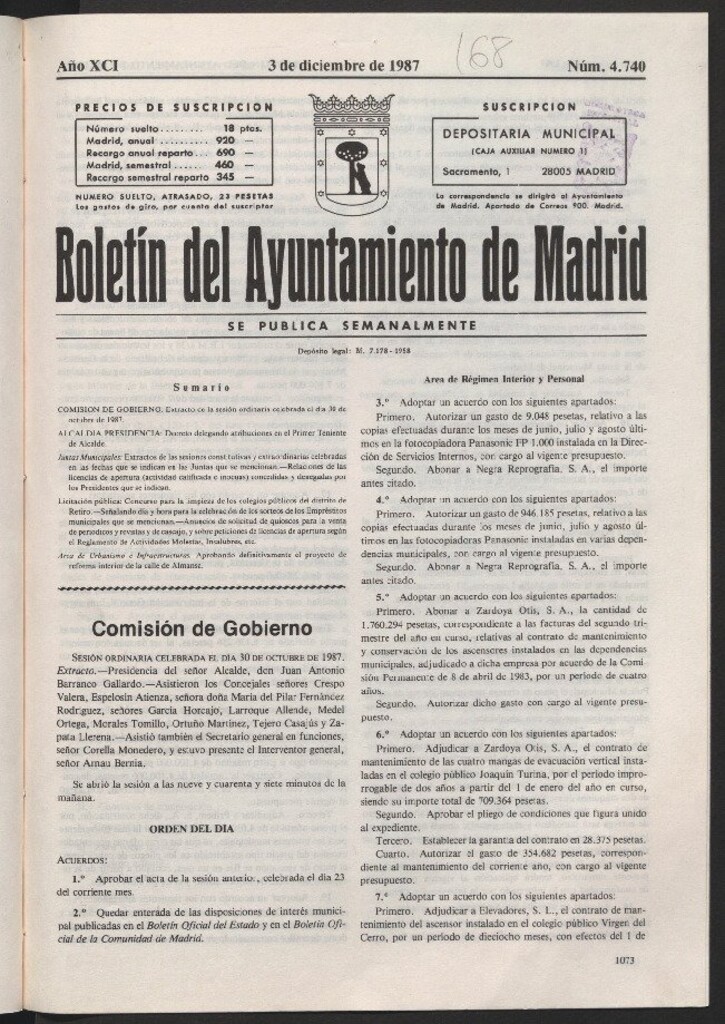 168
Año XCI
3 de diciembre de 1987
Núm. 4.740
PRECIOS DE SUSCRIPCION
Número suelto......... 18 ptas.
Madrid, anual .......... 920 —
Recargo anual reparto... 690 —
Madrid, semestral ...... 460 —
Recargo semestral reparto 345 —
NUMERO SUELTO, ATRASADO, 23 PESETAS
Los gastos de giro, por cuenta del suscriptor
SUSCRIPCION
DEPOSITARIA MUNICIPAL
(CAJA AUXILIAR NUMERO 1)
Sacramento, 1 28005 MADRID
La correspondencia se dirigirá al Ayuntamiento
de Madrid. Apartado de Correos 900. Madrid.
Boletín del Ayuntamiento de Madrid
SE PUBLICA SEMANALMENTE
Depósito legal: M. 7.178 - 1958
Sumario
COMISION DE GOBIERNO: Extracto de la sesión ordinaria celebrada el día 30 de
octubre de 1987.
ALCALDIA PRESIDENCIA: Decreto delegando atribuciones en el Primer Teniente
de Alcalde.
Juntas Municipales: Extractos de las sesiones constitutivas y extraordinarias celebradas
en las fechas que se indican en las Juntas que se mencionan.—Relaciones de las
licencias de apertura (actividad calificada e inocuas) concedidas y denegadas por
los Presidentes que se indican.
Licitación pública: Concurso para la limpieza de los colegios públicos del distrito de
Retiro.—Señalando día y hora para la celebración de los sorteos de los Empréstitos
municipales que se mencionan.—Anuncios de solicitud de quioscos para la venta
de periódicos y revistas y de cascajo, y sobre peticiones de licencias de apertura según
el Reglamento de Actividades Molestas, Insalubres, etc.
Area de Urbanismo e Infraestructuras: Aprobando definitivamente el proyecto de
reforma interior de la calle de Almansa.
Comisión de Gobierno
SESIÓN ORDINARIA CELEBRADA EL DIA 30 DE OCTUBRE DE 1987.
Extracto.—Presidencia del señor Alcalde, don Juan Antonio
Barranco Gallardo.—Asistieron los Concejales señores Crespo
Valera, Espelosín Atienza, señora doña María del Pilar Fernández
Rodríguez, señores García Horcajo, Larroque Allende, Medel
Ortega, Morales Tomillo, Ortuño Martínez, Tejero Casajús y Za-
pata Llerena.—Asistió también el Secretario general en funciones,
señor Corella Monedero, y estuvo presente el Interventor general,
señor Arnau Bernia.
Se abrió la sesión a las nueve y cuarenta y siete minutos de la
mañana.
ORDEN DEL DIA
ACUERDOS:
1.º Aprobar el acta de la sesión anterior, celebrada el día 23
del corriente mes.
2.º Quedar enterada de las disposiciones de interés munici-
pal publicadas en el Boletín Oficial del Estado y en el Boletín Ofi-
cial de la Comunidad de Madrid.
Area de Régimen Interior y Personal
3.º Adoptar un acuerdo con los siguientes apartados:
Primero. Autorizar un gasto de 9.048 pesetas, relativo a las
copias efectuadas durante los meses de junio, julio y agosto últi-
mos en la fotocopiadora Panasonic FP 1.000 instalada en la Direc-
ción de Servicios Internos, con cargo al vigente presupuesto.
Segundo. Abonar a Negra Reprografía, S. A., el importe
antes citado.
4.º Adoptar un acuerdo con los siguientes apartados:
Primero. Autorizar un gasto de 946.185 pesetas, relativo a las
copias efectuadas durante los meses de junio, julio y agosto úl-
timos en las fotocopiadoras Panasonic instaladas en varias depen-
dencias municipales, con cargo al vigente presupuesto.
Segundo. Abonar a Negra Reprografía, S. A., el importe
antes citado.
5.º Adoptar un acuerdo con los siguientes apartados:
Primero. Abonar a Zardoya Otis, S. A., la cantidad de
1.760.294 pesetas, correspondiente a las facturas del segundo tri-
mestre del año en curso, relativas al contrato de mantenimiento
y conservación de los ascensores instalados en las dependencias
municipales, adjudicado a dicha empresa por acuerdo de la Comi-
sión Permanente de 8 de abril de 1983, por un período de cuatro
años.
Segundo. Autorizar dicho gasto con cargo al vigente presu-
puesto.
6.º Adoptar un acuerdo con los siguientes apartados:
Primero. Adjudicar a Zardoya Otis, S. A., el contrato de
mantenimiento de las cuatro mangas de evacuación vertical insta-
ladas en el colegio público Joaquín Turina, por el período impro-
rrogable de dos años a partir del 1 de enero del año en curso,
siendo su importe total de 709.364 pesetas.
Segundo. Aprobar el pliego de condiciones que figura unido
al expediente.
Tercero. Establecer la garantía del contrato en 28.375 pesetas.
Cuarto. Autorizar el gasto de 354.682 pesetas, correspon-
diente al mantenimiento del corriente año, con cargo al vigente
presupuesto.
7.º Adoptar un acuerdo con los siguientes apartados:
Primero. Adjudicar a Elevadores, S. L., el contrato de man-
tenimiento del ascensor instalado en el colegio público Virgen del
Cerro, por un período de dieciocho meses, con efectos del 1 de
1073